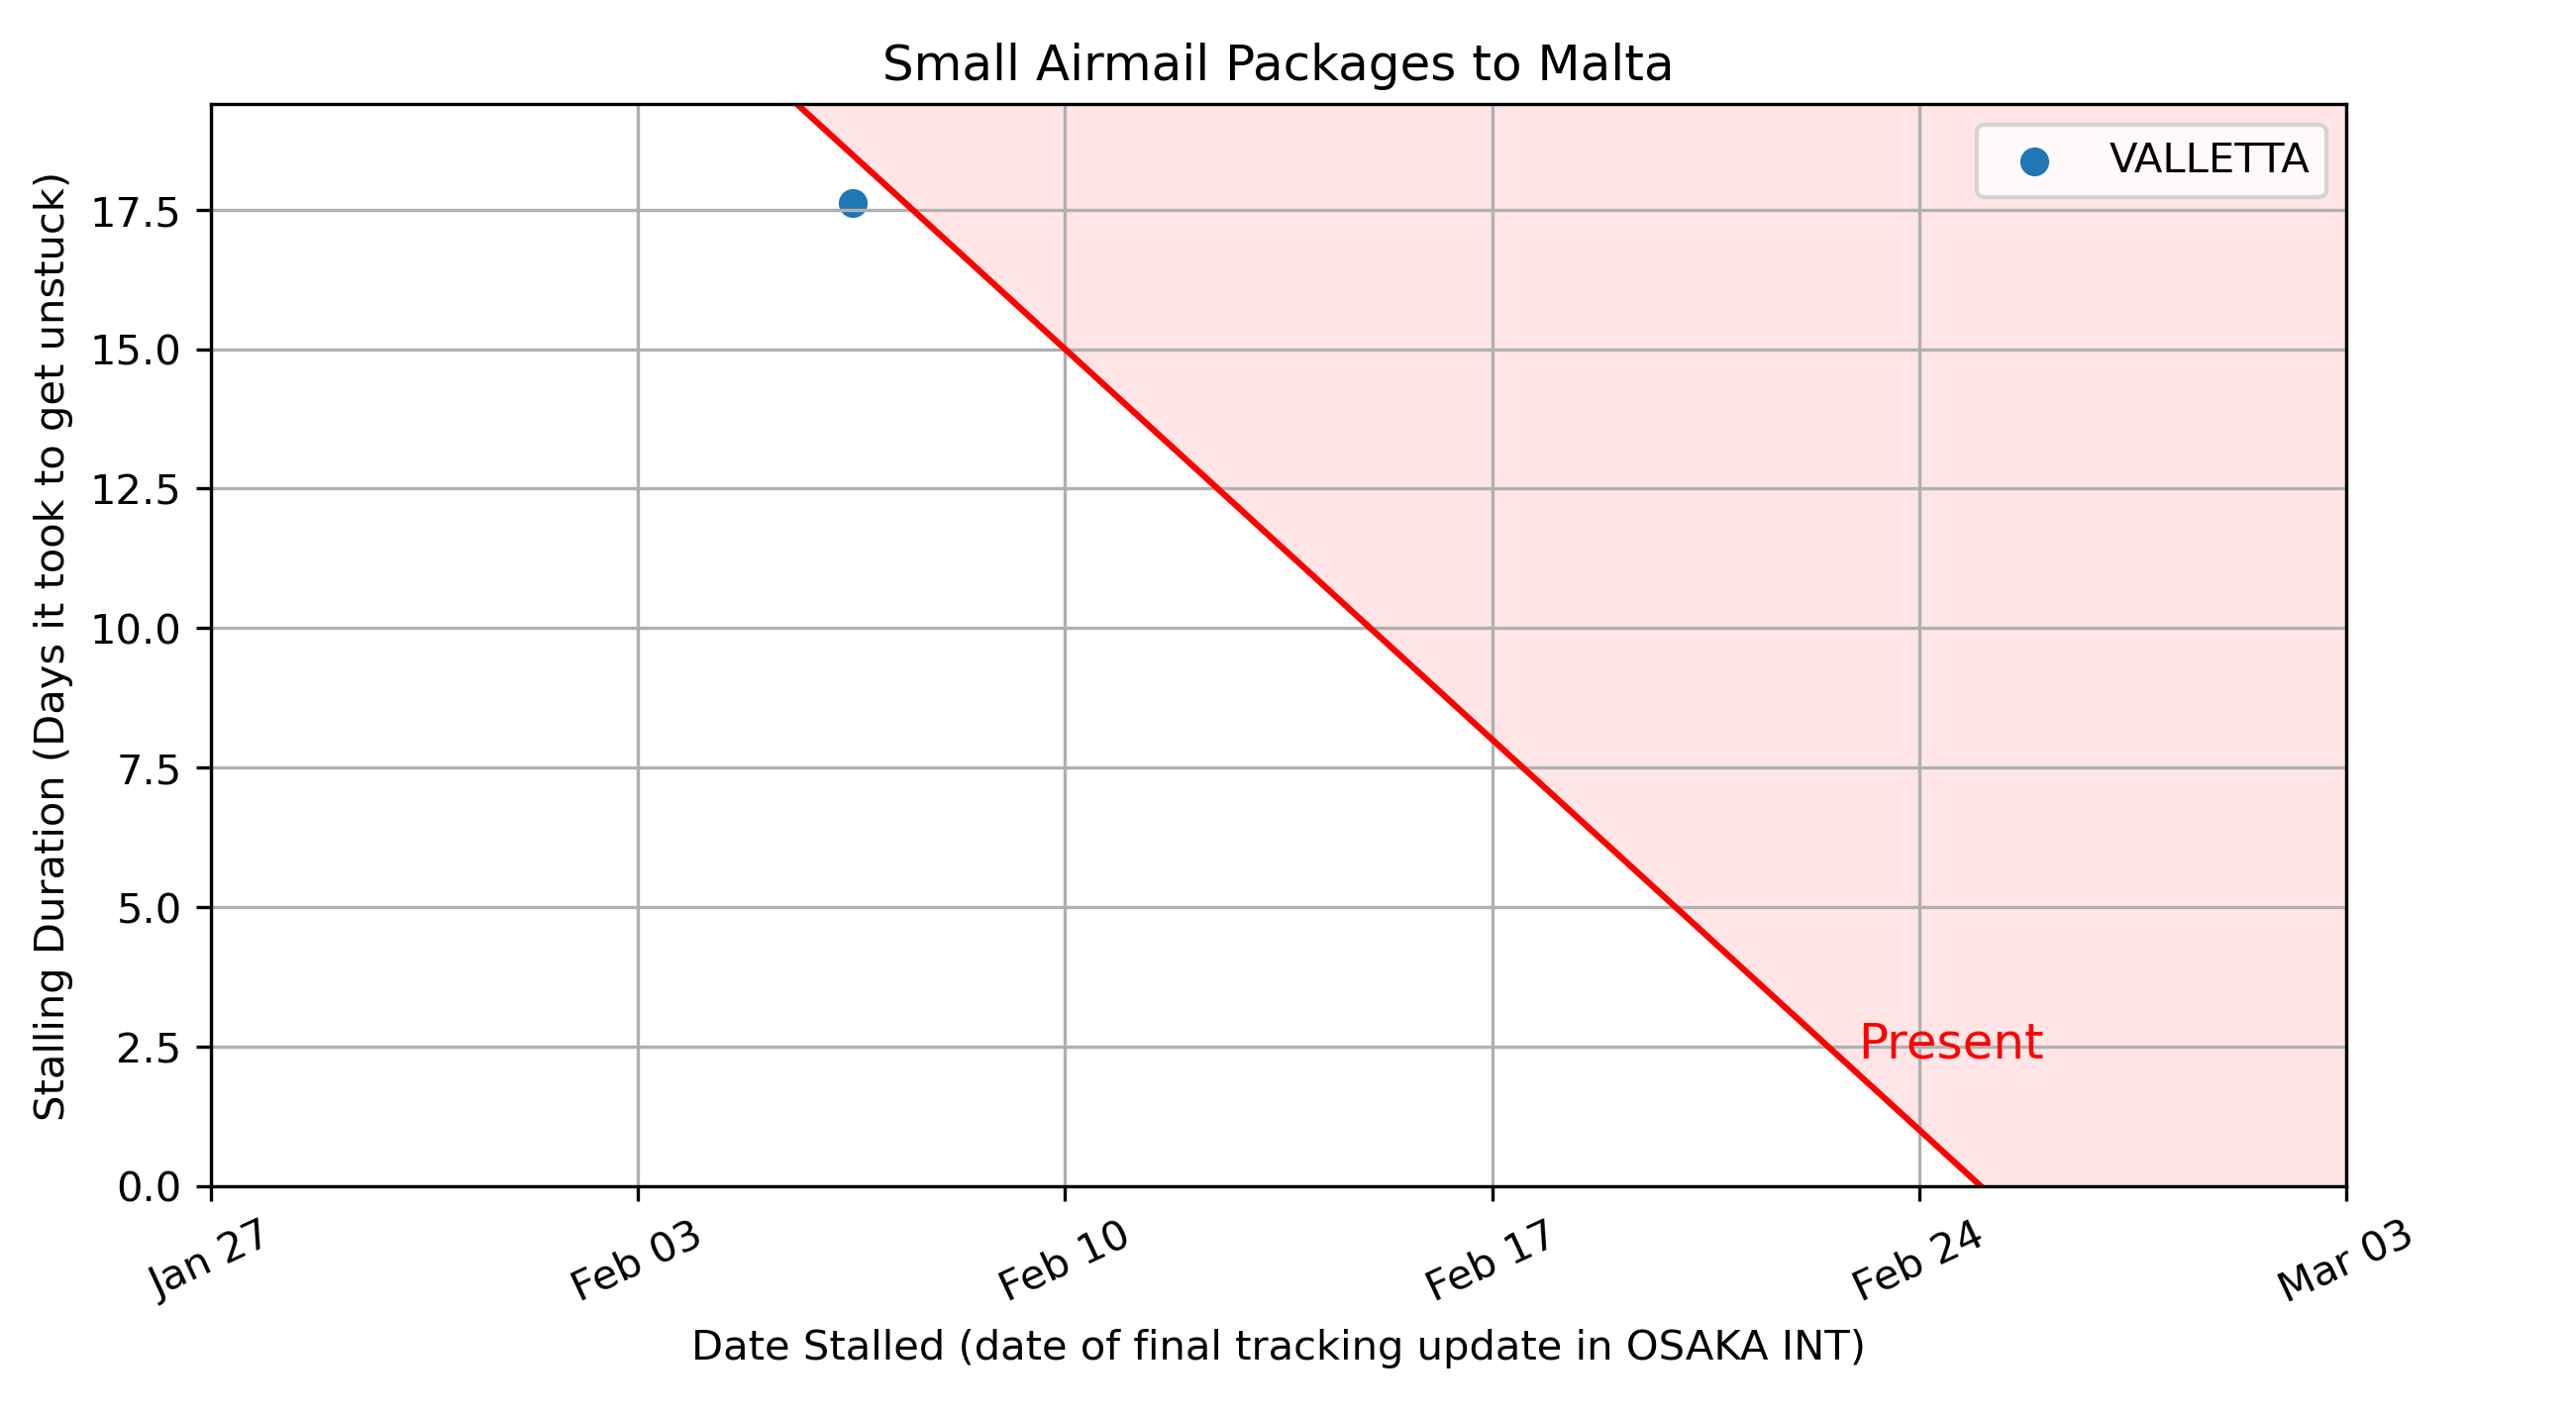 Small Airmail Packages to Malta
VALLETTA
Stalling Duration (Days it took to get unstuck)
17.5
15.0
12.5
10.0
7.5
5.0
2.5
0.0
Present
Jan 27
Feb 03
Feb 10
Feb 17
Feb 24
Mar 03
Date Stalled (date of final tracking update in OSAKA INT)